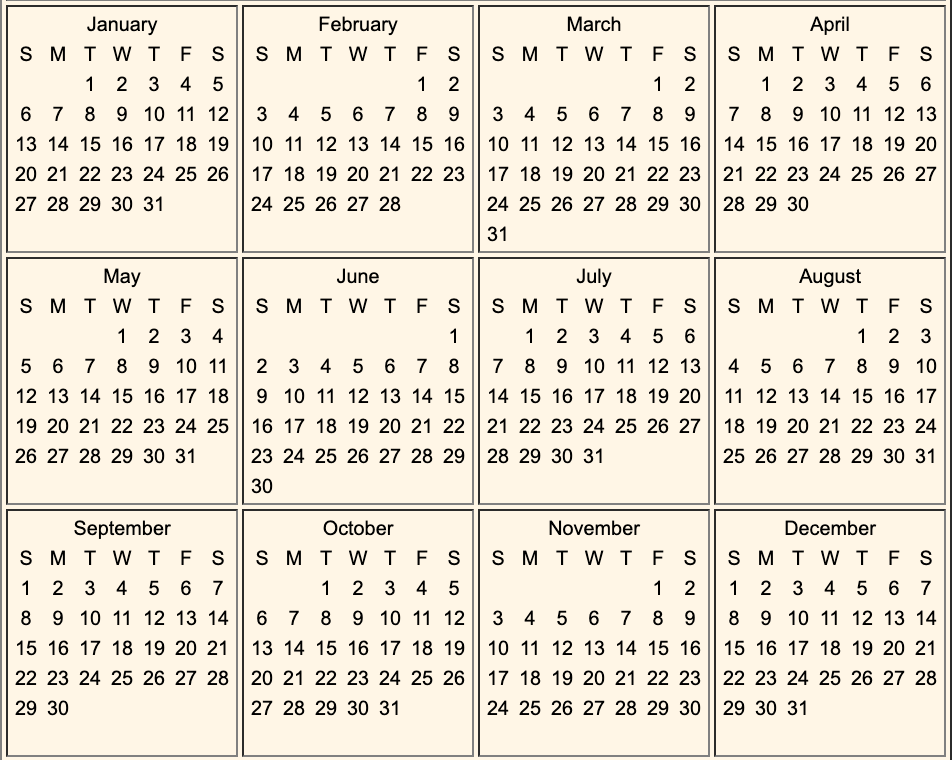 January
S M T W T F S
1 2 3 4 5
6 7 8 9 10 11 12
13 14 15 16 17 18 19
20 21 22 23 24 25 26
27 28 29 30 31
February
S M T W T F S
1 2
3 4 5 6 7 8 9
10 11 12 13 14 15 16
17 18 19 20 21 22 23
24 25 26 27 28
March
S M T W T F S
1 2
3 4 5 6 7 8 9
10 11 12 13 14 15 16
17 18 19 20 21 22 23
24 25 26 27 28 29 30
31
April
S M T W T F S
1 2 3 4 5 6
7 8 9 10 11 12 13
14 15 16 17 18 19 20
21 22 23 24 25 26 27
28 29 30
May
S M T W T F S
1 2 3 4
5 6 7 8 9 10 11
12 13 14 15 16 17 18
19 20 21 22 23 24 25
26 27 28 29 30 31
June
S M T W T F S
1
2 3 4 5 6 7 8
9 10 11 12 13 14 15
16 17 18 19 20 21 22
23 24 25 26 27 28 29
30
July
S M T W T F S
1 2 3 4 5 6
7 8 9 10 11 12 13
14 15 16 17 18 19 20
21 22 23 24 25 26 27
28 29 30 31
August
S M T W T F S
1 2 3
4 5 6 7 8 9 10
11 12 13 14 15 16 17
18 19 20 21 22 23 24
25 26 27 28 29 30 31
September
S M T W T F S
1 2 3 4 5 6 7
8 9 10 11 12 13 14
15 16 17 18 19 20 21
22 23 24 25 26 27 28
29 30
October
S M T W T F S
1 2 3 4 5
6 7 8 9 10 11 12
13 14 15 16 17 18 19
20 21 22 23 24 25 26
27 28 29 30 31
November
S M T W T F S
1 2
3 4 5 6 7 8 9
10 11 12 13 14 15 16
17 18 19 20 21 22 23
24 25 26 27 28 29 30
December
S M T W T F S
1 2 3 4 5 6 7
8 9 10 11 12 13 14
15 16 17 18 19 20 21
22 23 24 25 26 27 28
29 30 31